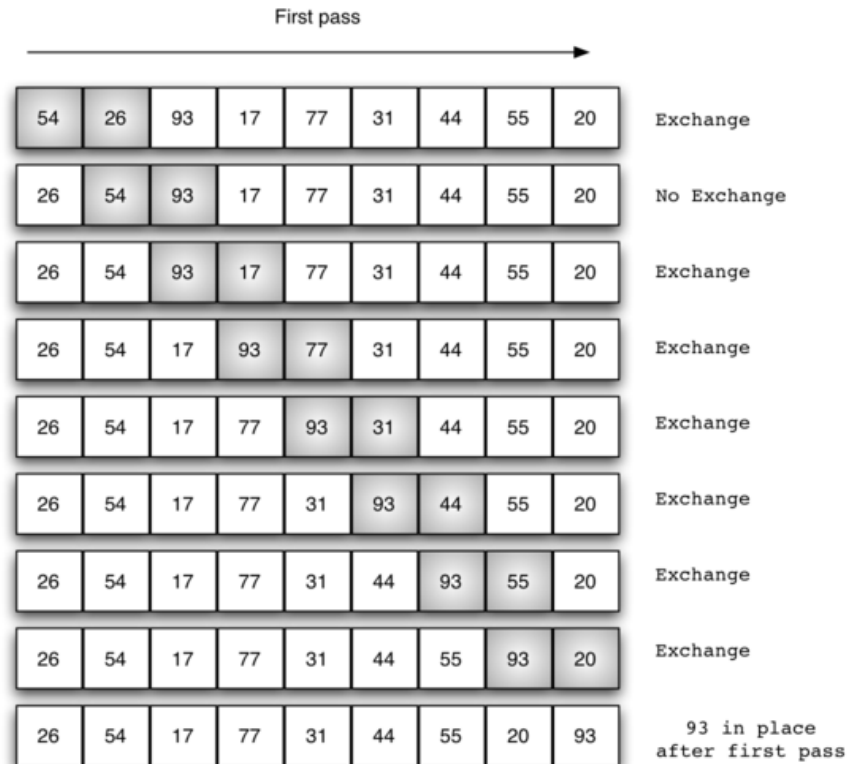 First pass
54 26 93 17 77 31 44 55 20 Exchange
26 54 93 17 77 31 44 55 20 No Exchange
26 54 93 17 77 31 44 55 20 Exchange
26 54 17 93 77 31 44 55 20 Exchange
26 54 17 77 93 31 44 55 20 Exchange
26 54 17 77 31 93 44 55 20 Exchange
26 54 17 77 31 44 93 55 20 Exchange
26 54 17 77 31 44 55 93 20 Exchange
26 54 17 77 31 44 55 20 93 93 in place
after first pass